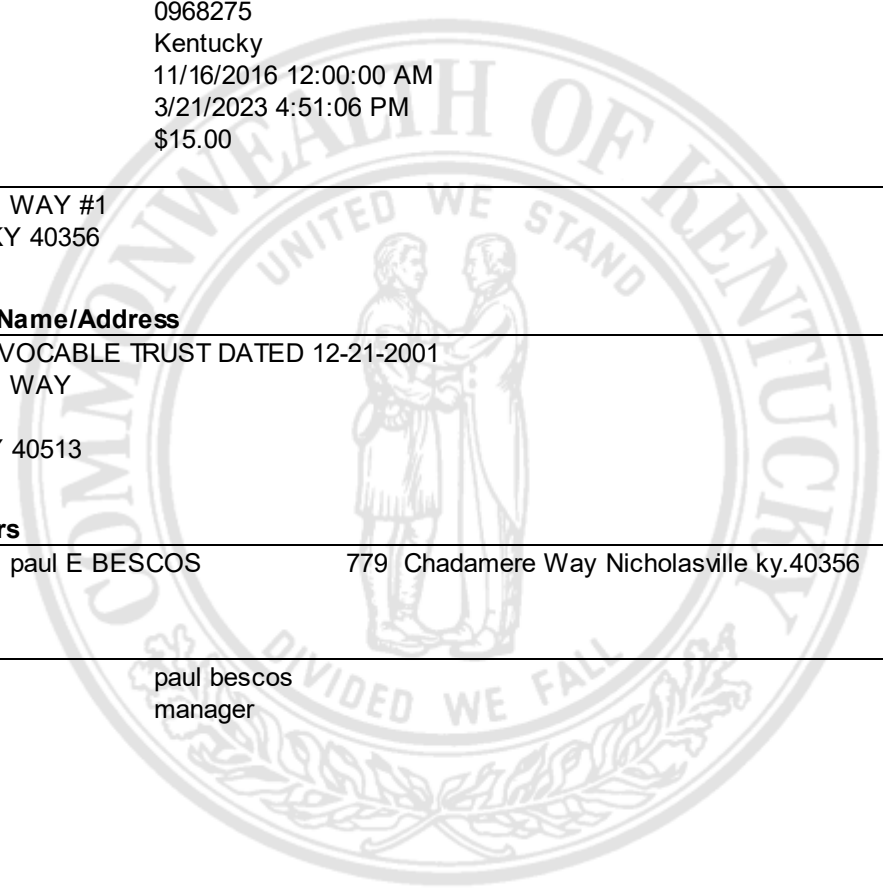 0968275
Kentucky
11/16/2016 12:00:00 AM
3/21/2023 4:51:06 PM
$15.00
WAY #1
KY 40356
Name/Address
VOCABLE TRUST DATED 12-21-2001
WAY
40513
rs
paul E BESCOS 779 Chadamere Way Nicholasville ky.40356
paul bescos
manager
COMMONWEALTH OF KENTUCKY
UNITED WE STAND
DIVIDED WE FALL